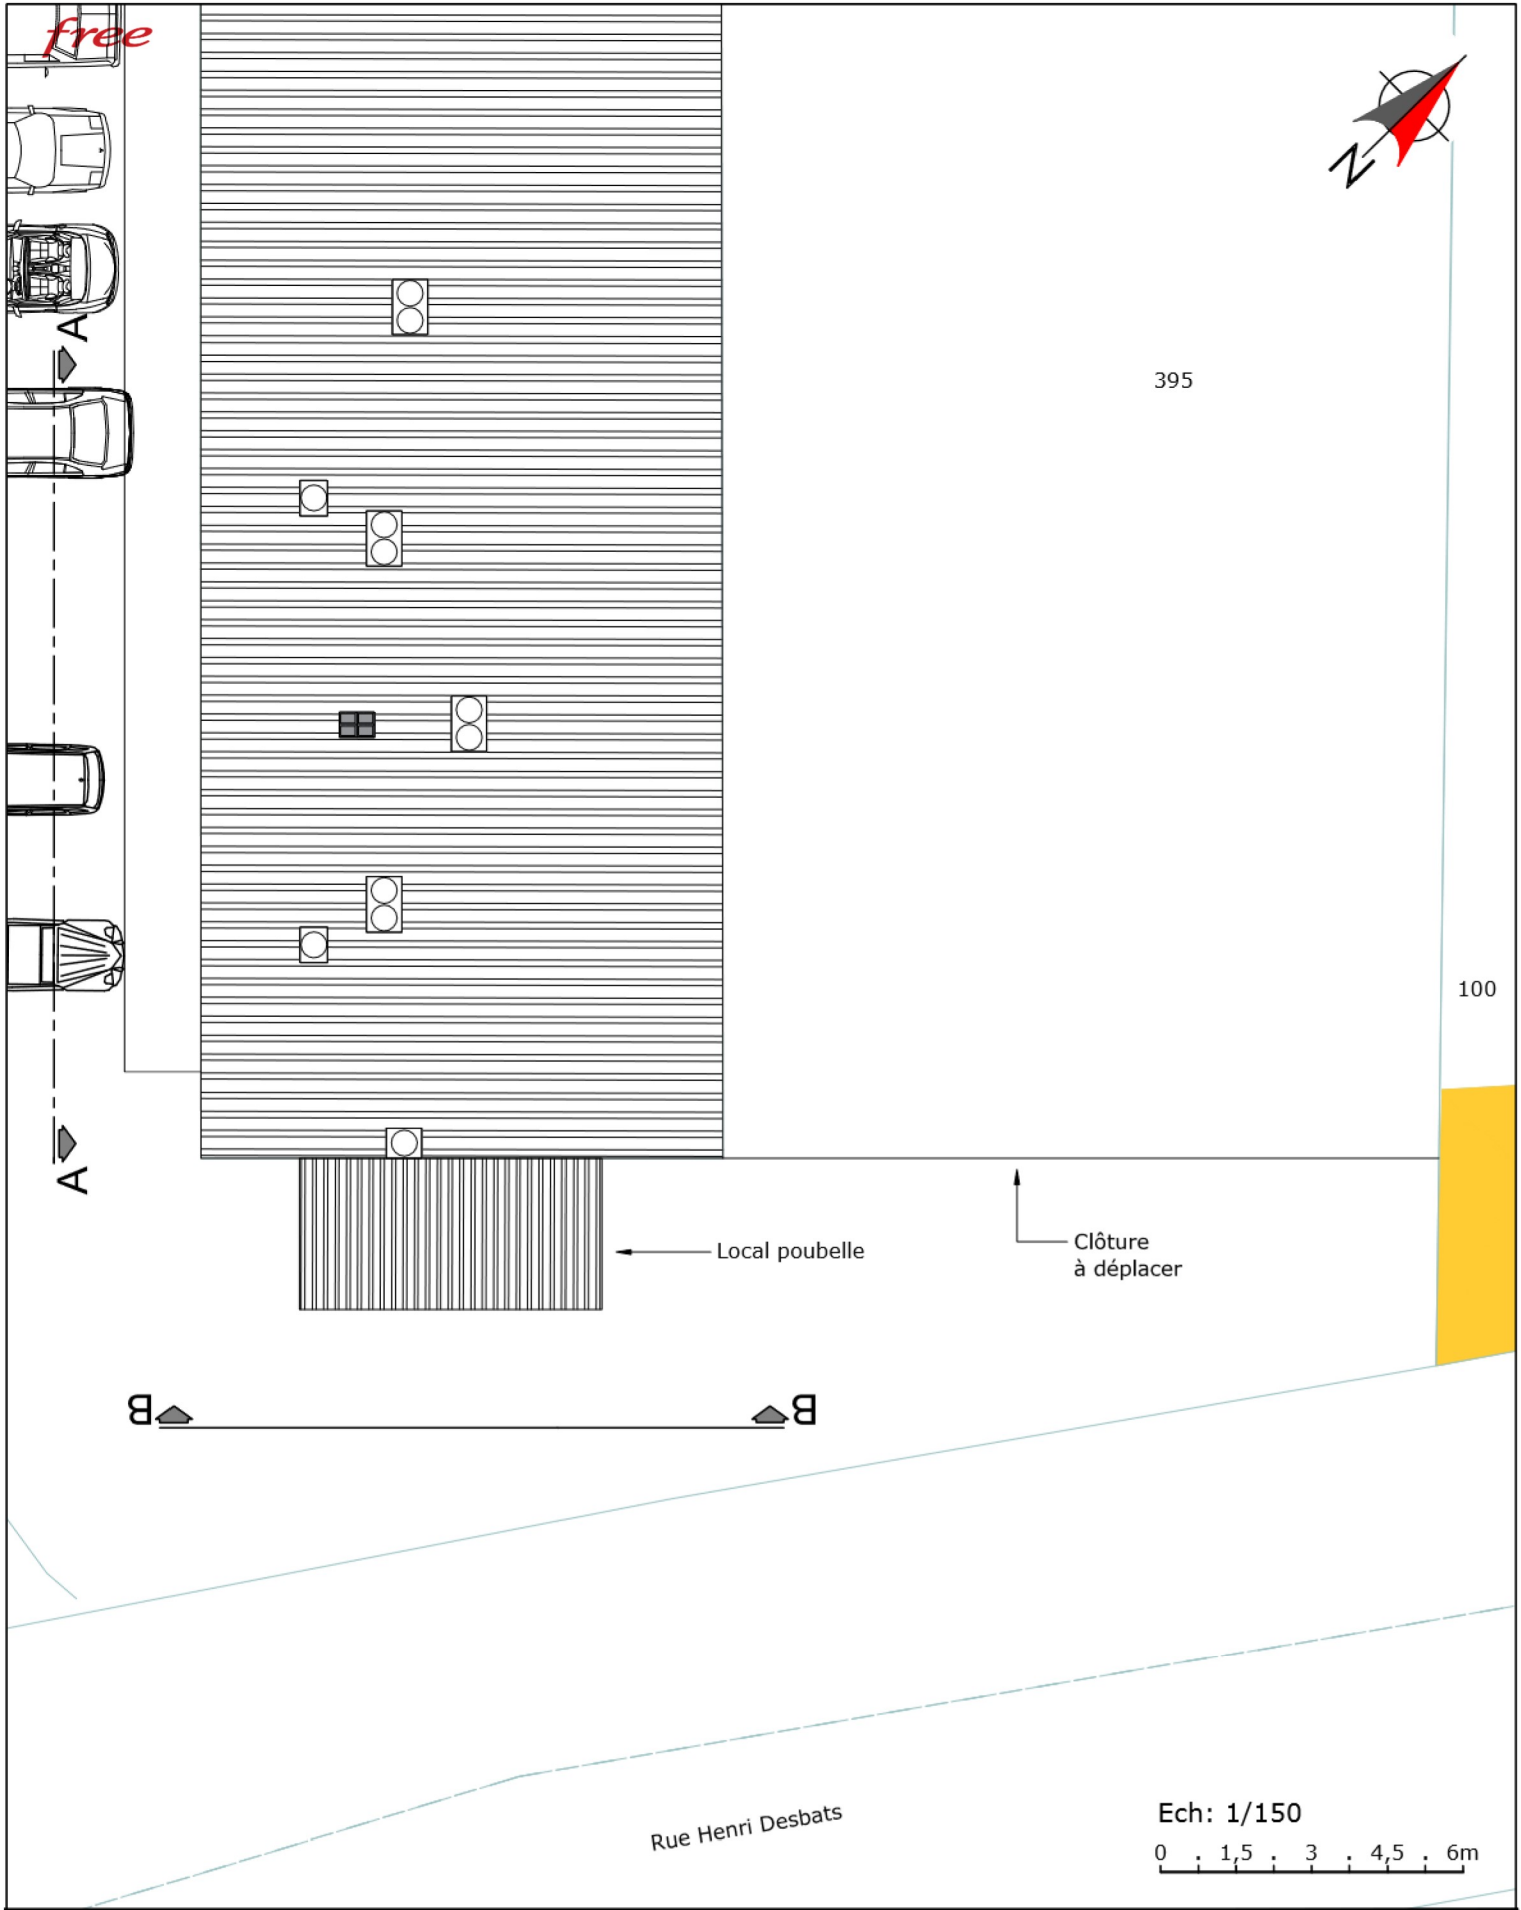 free
N
A
395
100
A
Local poubelle
Clôture
à déplacer
B
B
Rue Henri Desbats
Ech: 1/150
0 . 1,5 . 3 . 4,5 . 6m